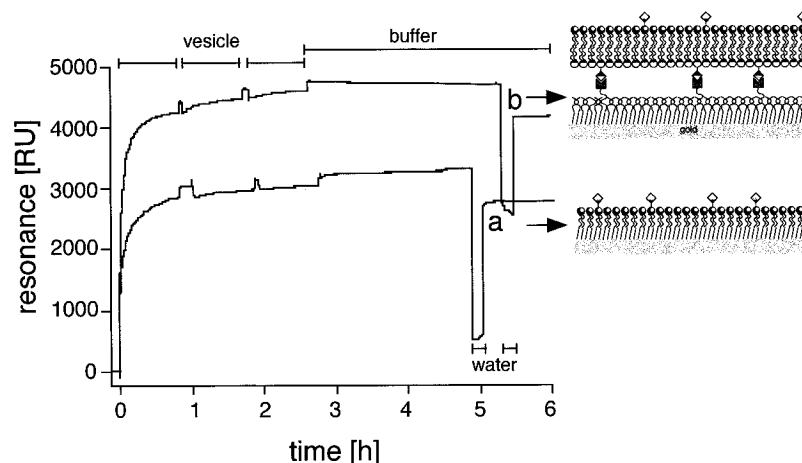 vesicle
buffer
5000
4000
3000
2000
1000
0
resonance [RU]
b
a
gold
water
0
1
2
3
4
5
6
time [h]